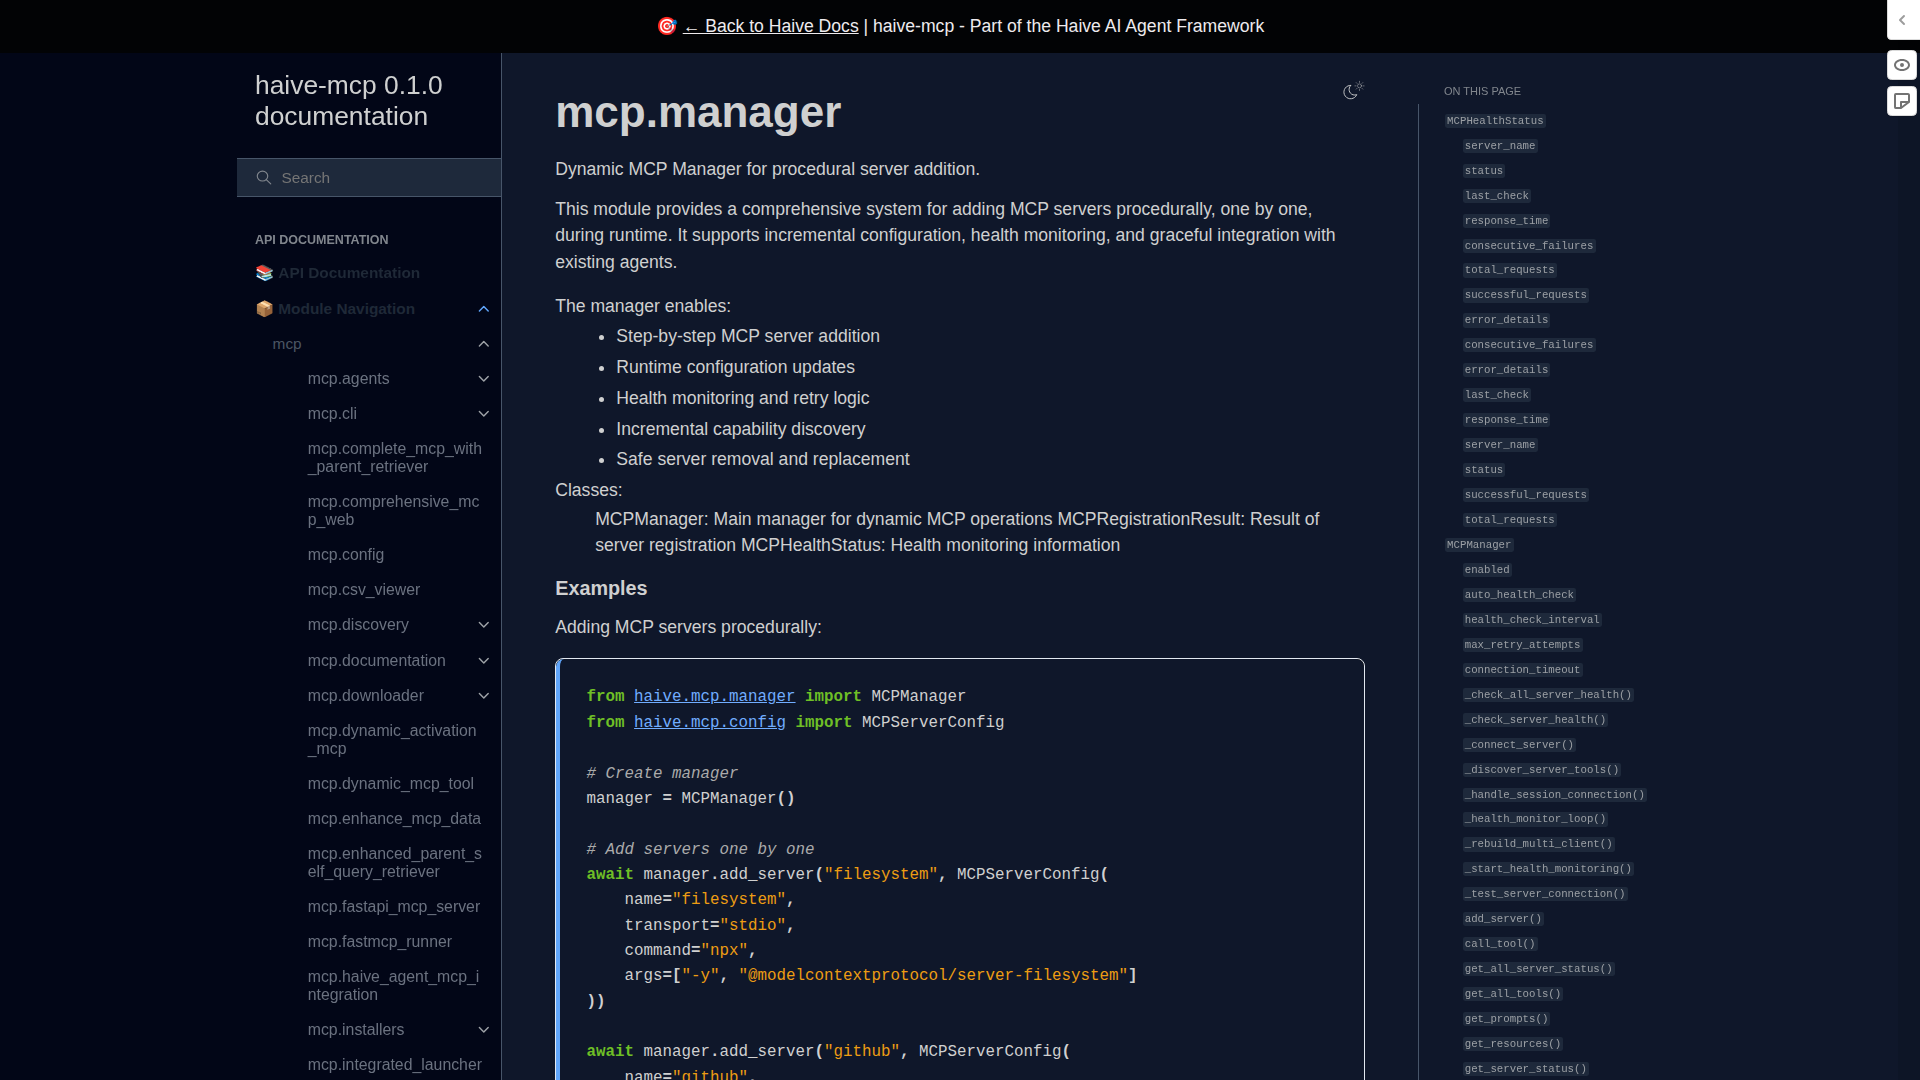 🎯 ← Back to Haive Docs | haive-mcp - Part of the Haive AI Agent Framework
haive-mcp 0.1.0
documentation
Search
API DOCUMENTATION
📚 API Documentation
📦 Module Navigation
mcp
mcp.agents
mcp.cli
mcp.complete_mcp_with
_parent_retriever
mcp.comprehensive_mc
p_web
mcp.config
mcp.csv_viewer
mcp.discovery
mcp.documentation
mcp.downloader
mcp.dynamic_activation
_mcp
mcp.dynamic_mcp_tool
mcp.enhance_mcp_data
mcp.enhanced_parent_s
elf_query_retriever
mcp.fastapi_mcp_server
mcp.fastmcp_runner
mcp.haive_agent_mcp_i
ntegration
mcp.installers
mcp.integrated_launcher
mcp.manager
Dynamic MCP Manager for procedural server addition.
This module provides a comprehensive system for adding MCP servers procedurally, one by one,
during runtime. It supports incremental configuration, health monitoring, and graceful integration with
existing agents.
The manager enables:
• Step-by-step MCP server addition
• Runtime configuration updates
• Health monitoring and retry logic
• Incremental capability discovery
• Safe server removal and replacement
Classes:
MCPManager: Main manager for dynamic MCP operations MCPRegistrationResult: Result of
server registration MCPHealthStatus: Health monitoring information
Examples
Adding MCP servers procedurally:
from haive.mcp.manager import MCPManager
from haive.mcp.config import MCPServerConfig
# Create manager
manager = MCPManager()
# Add servers one by one
await manager.add_server("filesystem", MCPServerConfig(
    name="filesystem",
    transport="stdio",
    command="npx",
    args=["-y", "@modelcontextprotocol/server-filesystem"]
))
await manager.add_server("github", MCPServerConfig(
    name="github",
ON THIS PAGE
MCPHealthStatus
server_name
status
last_check
response_time
consecutive_failures
total_requests
successful_requests
error_details
consecutive_failures
error_details
last_check
response_time
server_name
status
successful_requests
total_requests
MCPManager
enabled
auto_health_check
health_check_interval
max_retry_attempts
connection_timeout
_check_all_server_health()
_check_server_health()
_connect_server()
_discover_server_tools()
_handle_session_connection()
_health_monitor_loop()
_rebuild_multi_client()
_start_health_monitoring()
_test_server_connection()
add_server()
call_tool()
get_all_server_status()
get_all_tools()
get_prompts()
get_resources()
get_server_status()